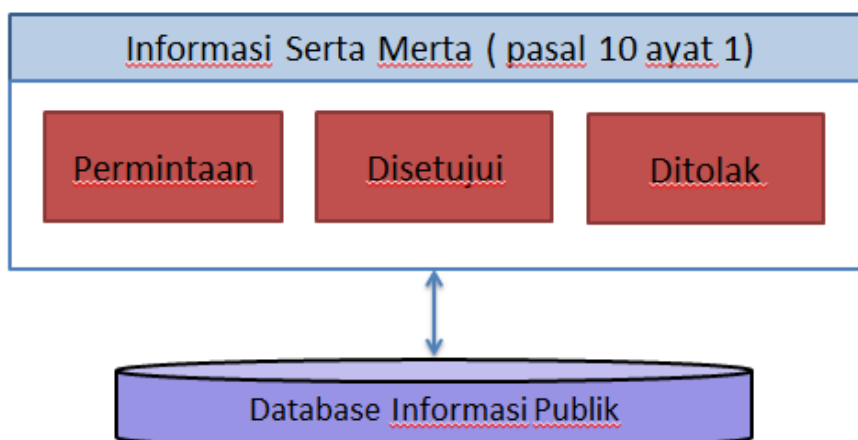 Informasi Serta Merta ( pasal 10 ayat 1)
Permintaan
Disetujui
Ditolak
Database Informasi Publik